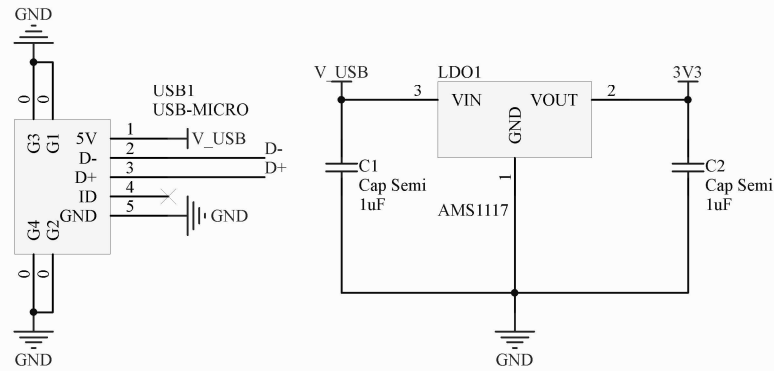 GND
0 0
G3 G1
USB1
USB-MICRO
5V 1 V_USB
D- 2 D-
D+ 3 D+
ID 4
GND 5 GND
G4 G2
0 0
GND
V_USB LDO1 3V3
3 VIN VOUT 2
GND
1
C1
Cap Semi
1uF
AMS1117
C2
Cap Semi
1uF
GND